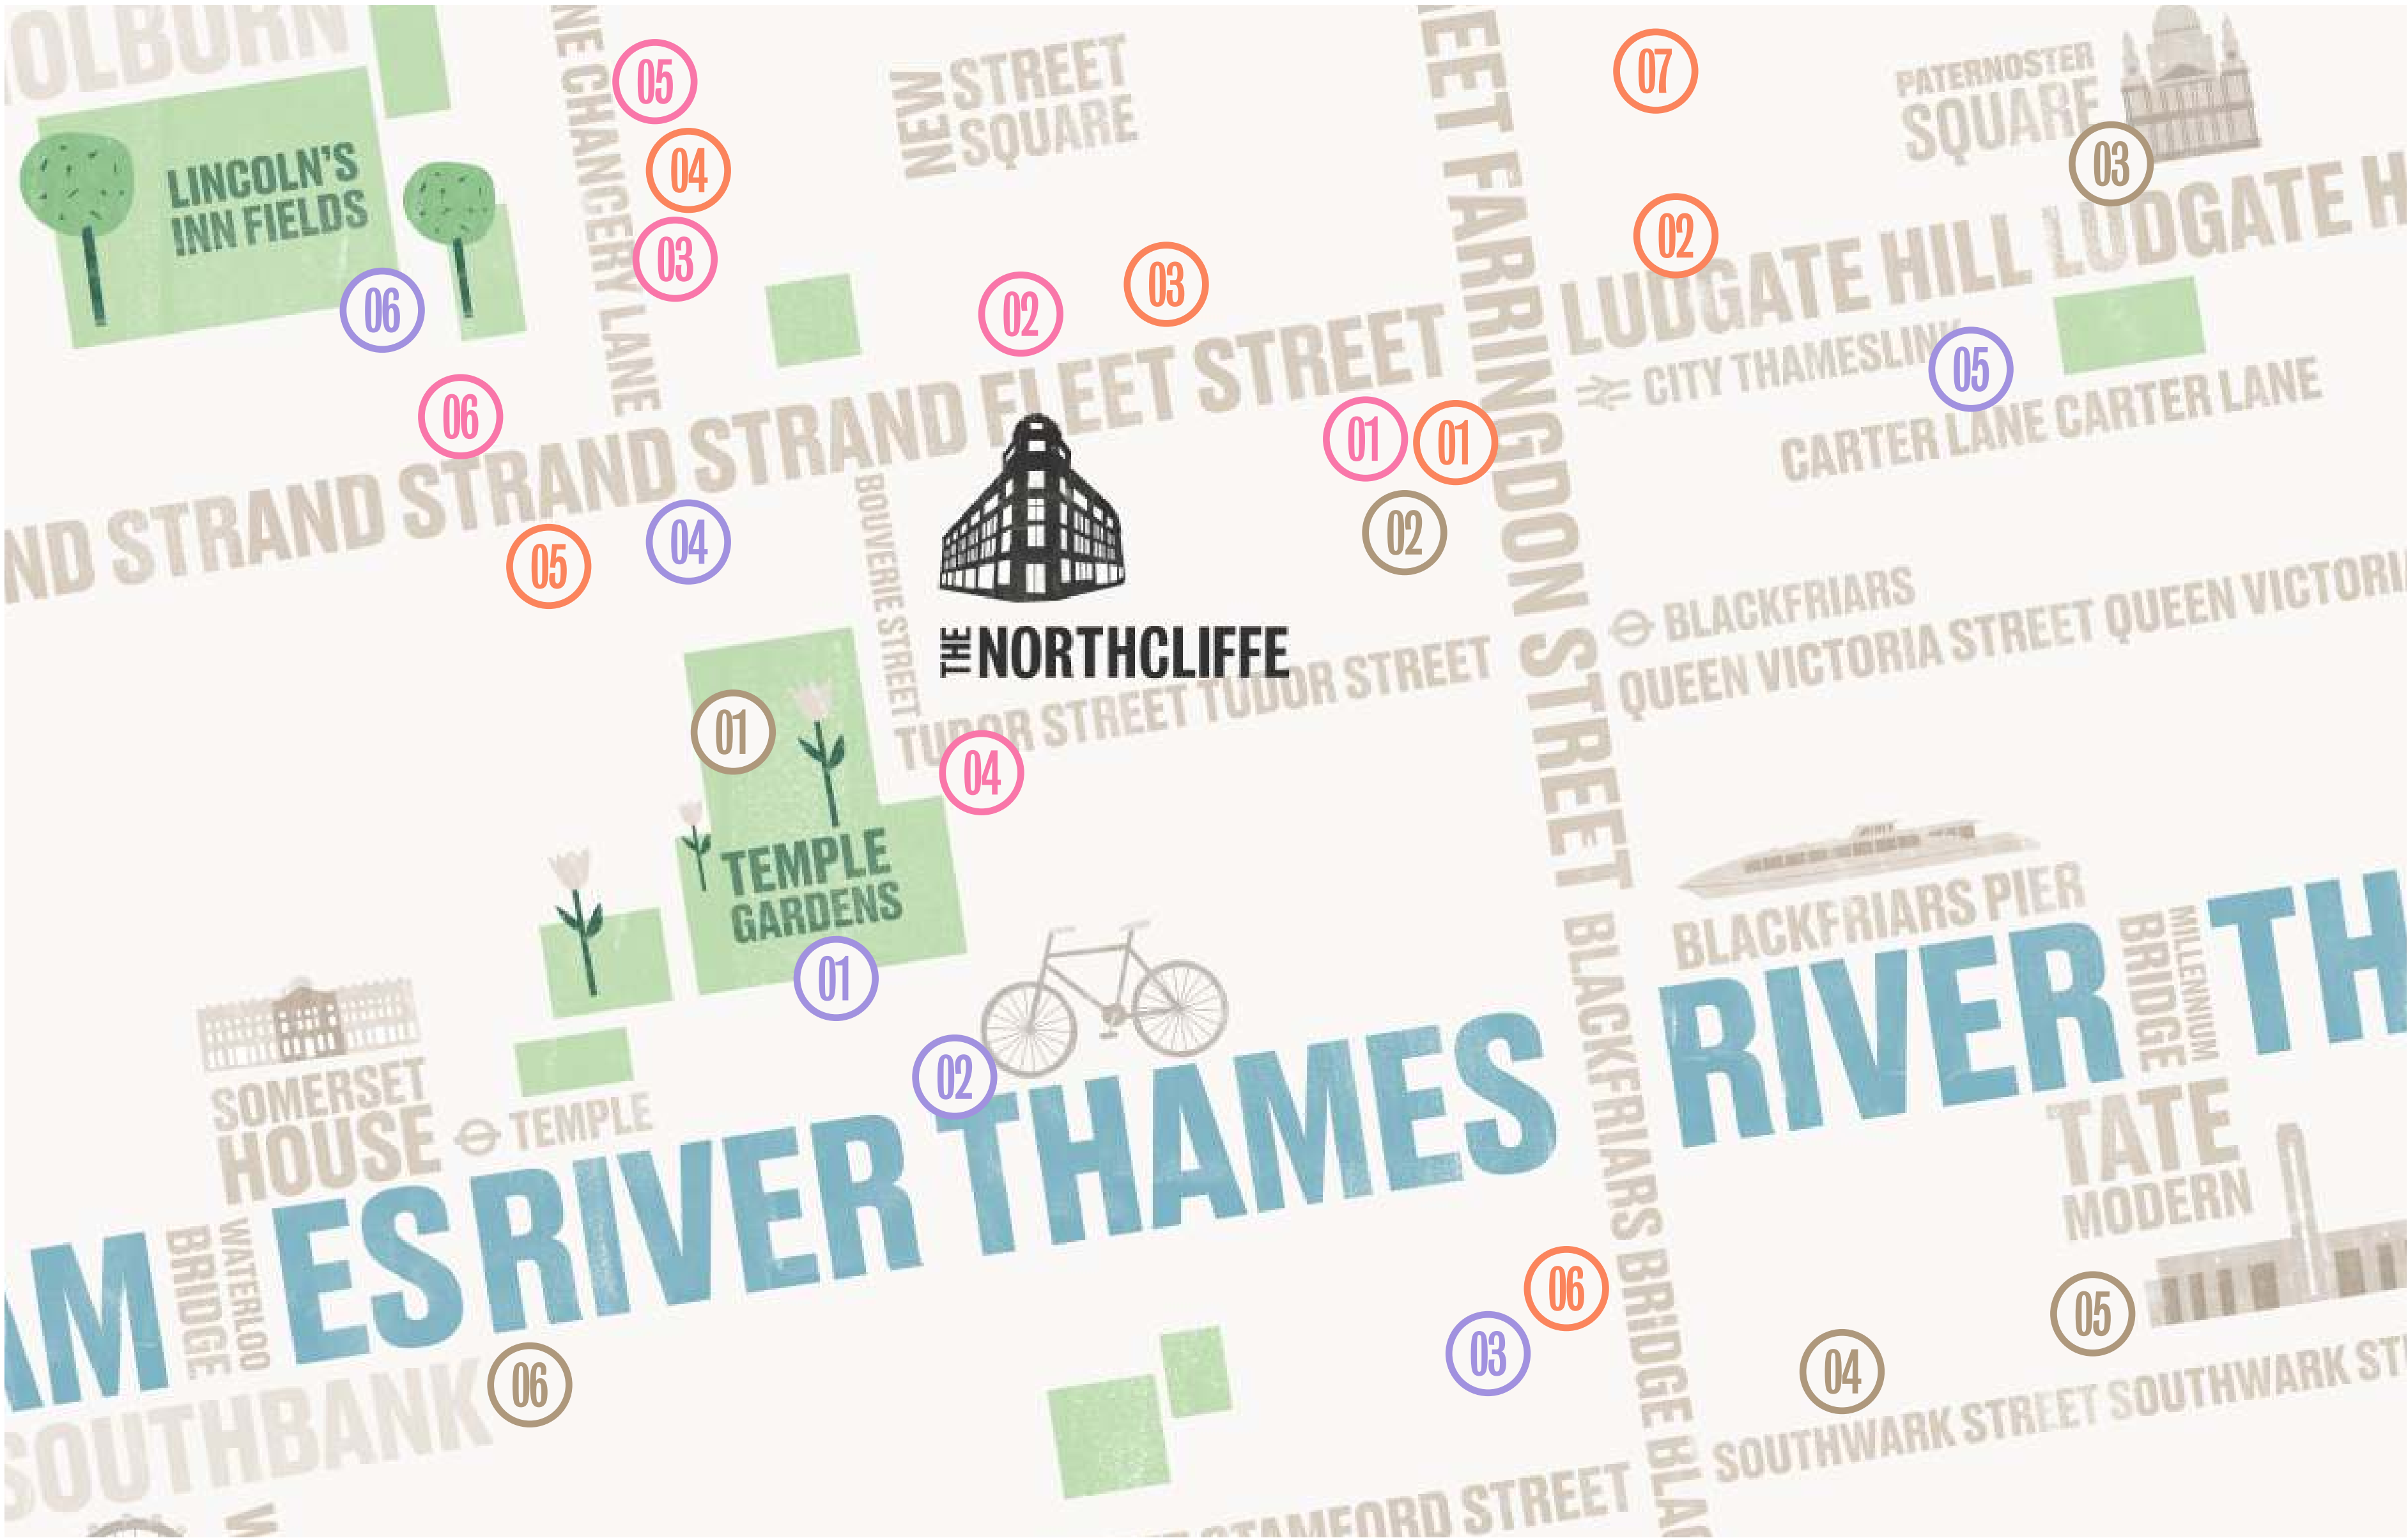 OLBURN
LINCOLN'S
INN FIELDS
NE CHANCERY LANE
05
04
03
06
06
NEW
STREET
SQUARE
02
03
EET FARRINGDON STREET
07
02
PATERNOSTER
SQUARE
03
LUDGATE HILL LUDGATE H
CITY THAMESLINK
05
CARTER LANE CARTER LANE
ND STRAND STRAND STRAND FLEET STREET
01
01
02
05
04
BOUVERIE STREET
THE NORTHCLIFFE
TUDOR STREET TUDOR STREET
BLACKFRIARS
QUEEN VICTORIA STREET QUEEN VICTORI
01
04
TEMPLE
GARDENS
01
02
BLACKFRIARS PIER
SOMERSET
HOUSE
TEMPLE
AM ES RIVER THAMES RIVER TH
WATERLOO
BRIDGE
BLACKFRIARS BRIDGE BLAC
MILLENNIUM
BRIDGE
TATE
MODERN
SOUTHBANK
06
06
03
04
05
SOUTHWARK STREET SOUTHWARK ST
STAMFORD STREET
W